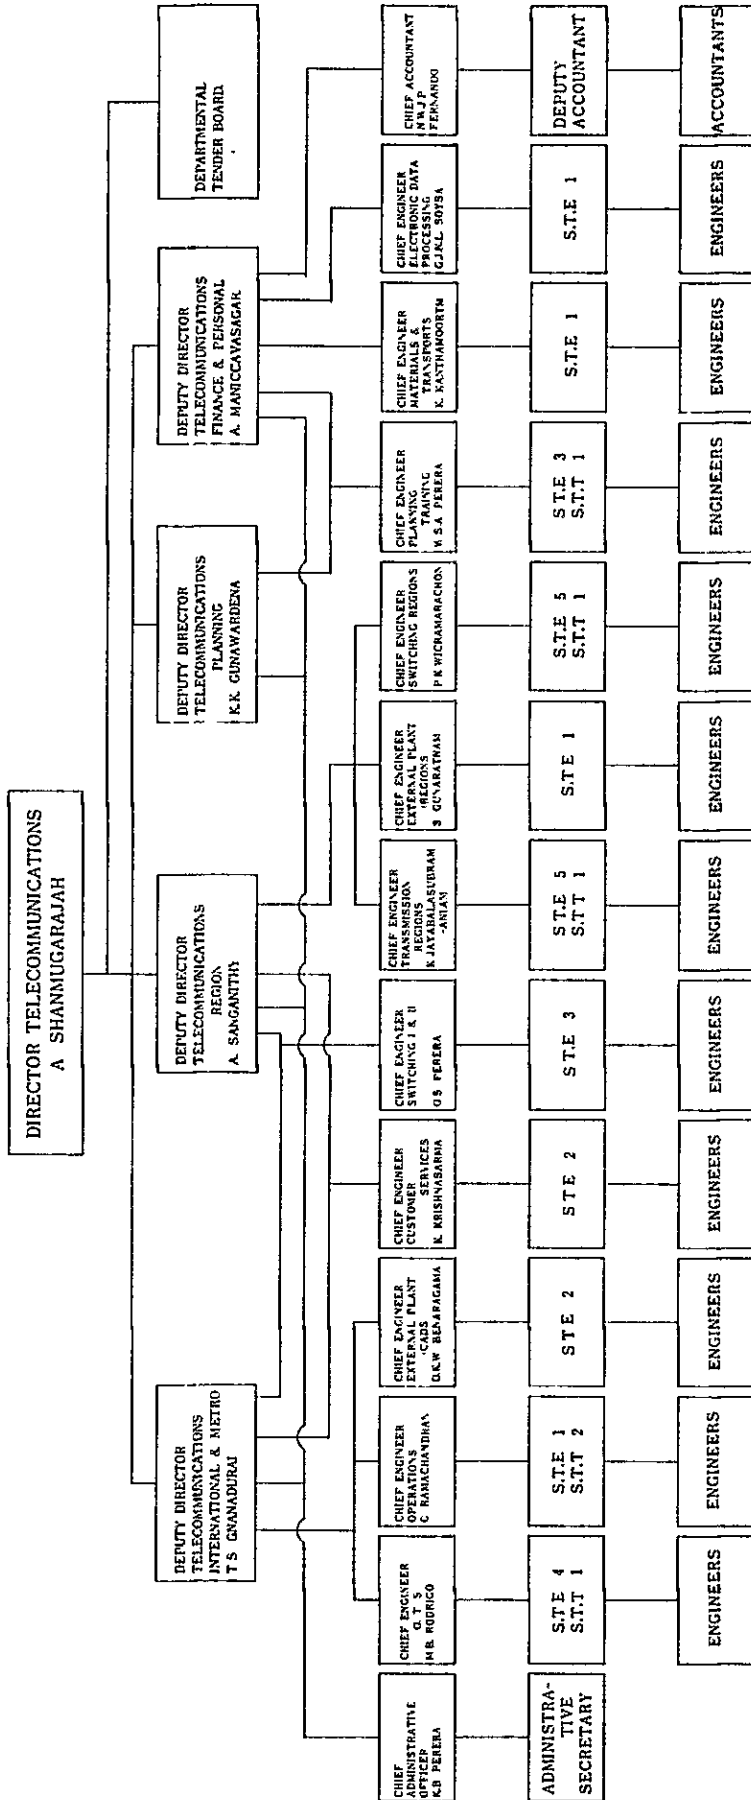 DIRECTOR TELECOMMUNICATIONS
A SHANMUGARAJAH
DEPUTY DIRECTOR
TELECOMMUNICATIONS
INTERNATIONAL & METRO
T S GNANADURAI
DEPUTY DIRECTOR
TELECOMMUNICATIONS
REGION
A. SANGANITHY
DEPUTY DIRECTOR
TELECOMMUNICATIONS
PLANNING
K.K. GUNAWARDENA
DEPUTY DIRECTOR
TELECOMMUNICATIONS
FINANCE & PERSONAL
A. MANICCAVASAGAR
DEPARTMENTAL
TENDER BOARD
CHIEF
ADMINISTRATIVE
OFFICER
K.B PERERA
CHIEF ENGINEER
O T S
M B. RODRIGO
CHIEF ENGINEER
OPERATIONS
C RAMACHANDRAN
CHIEF ENGINEER
EXTERNAL PLANT
CADS
D.K.W BENARAGAMA
CHIEF ENGINEER
CUSTOMER
SERVICES
K. KRISHNASARMA
CHIEF ENGINEER
SWITCHING I & II
PERERA
CHIEF ENGINEER
TRANSMISSION
REGIONS
K JAYABALASUBRAM
-ANIAM
CHIEF ENGINEER
EXTERNAL PLANT
REGIONS
S GUNARATNAM
CHIEF ENGINEER
SWITCHING REGIONS
P K WICRAMARACHON
CHIEF ENGINEER
PLANNING
TRAINING
S.A PERERA
CHIEF ENGINEER
MATERIALS &
TRANSPORTS
K. KANTHAMOORTH
CHIEF ENGINEER
ELECTRONIC DATA
PROCESSING
SOYSA
CHIEF ACCOUNTANT
FERNANDO
ADMINISTRA-
TIVE
SECRETARY
S.T E 4
S.T.T 1
S.T.E 1
S.T.T 2
STE 2
STE 2
S.T.E 3
S.T.E 5
S.T T 1
S.T E 1
S.T.E 5
S.T.T 1
S T.E 3
S.T.T 1
S.T.E 1
S.T.E 1
DEPUTY
ACCOUNTANT
ENGINEERS
ENGINEERS
ENGINEERS
ENGINEERS
ENGINEERS
ENGINEERS
ENGINEERS
ENGINEERS
ENGINEERS
ENGINEERS
ENGINEERS
ACCOUNTANTS